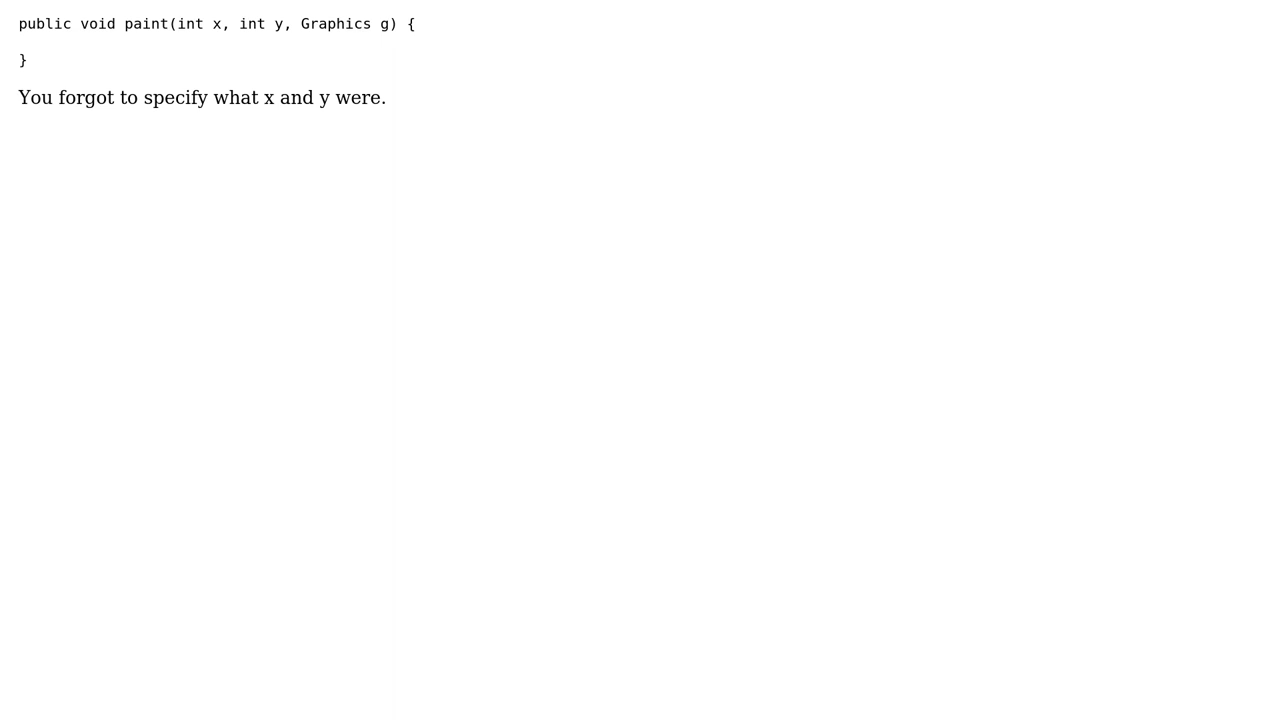 public void paint(int x, int y, Graphics g) {
}
You forgot to specify what x and y were.